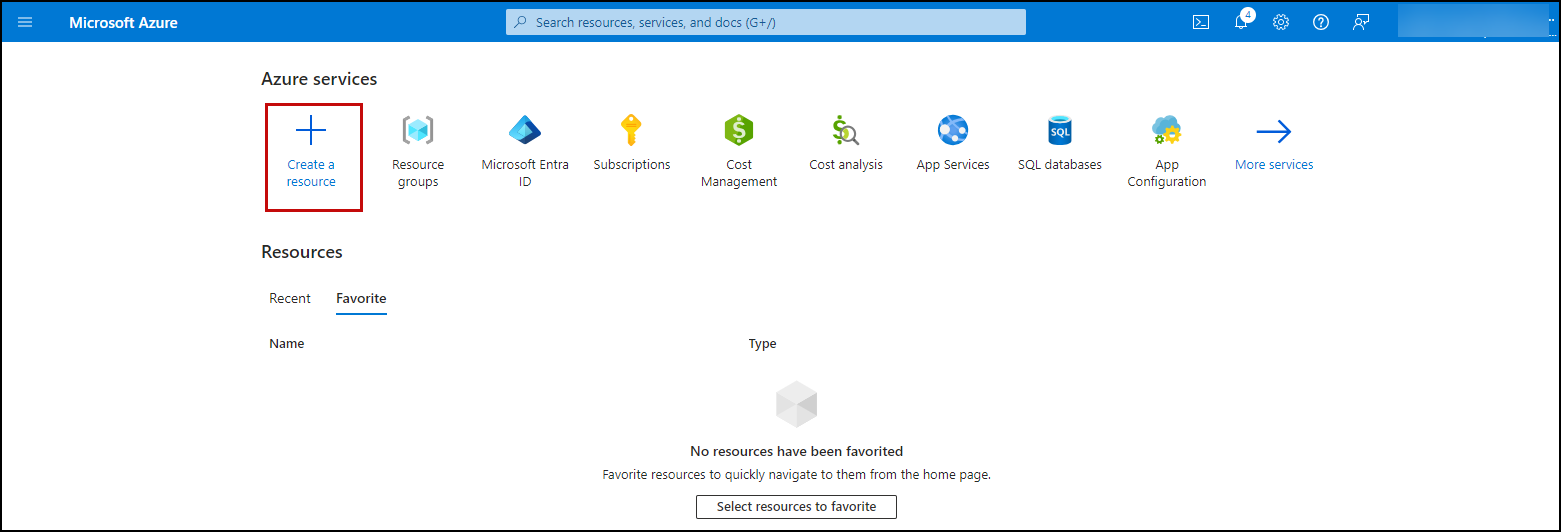 Microsoft Azure
Search resources, services, and docs (G+/)
4
Azure services
Create a
resource
Resource
groups
Microsoft Entra
ID
Subscriptions
Cost
Management
Cost analysis
App Services
SQL
SQL databases
App
Configuration
More services
Resources
Recent
Favorite
Name
Type
No resources have been favorited
Favorite resources to quickly navigate to them from the home page.
Select resources to favorite